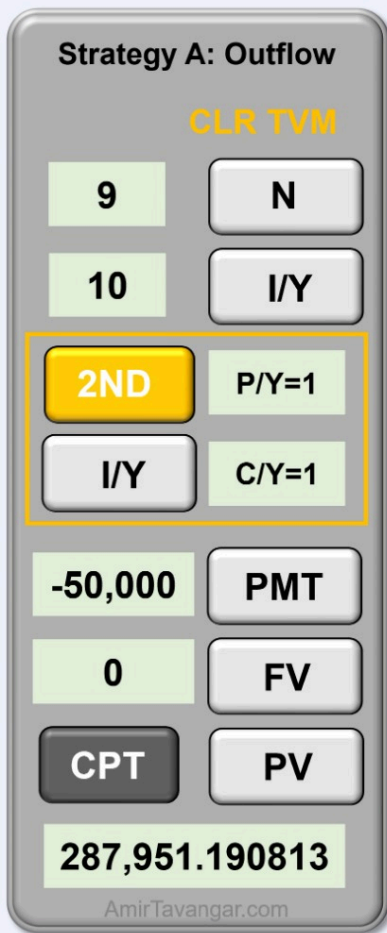 Strategy A: Outflow
CLR TVM
9 N
10 I/Y
2ND P/Y=1
I/Y C/Y=1
-50,000 PMT
0 FV
CPT PV
287,951.190813
AmirTavangar.com